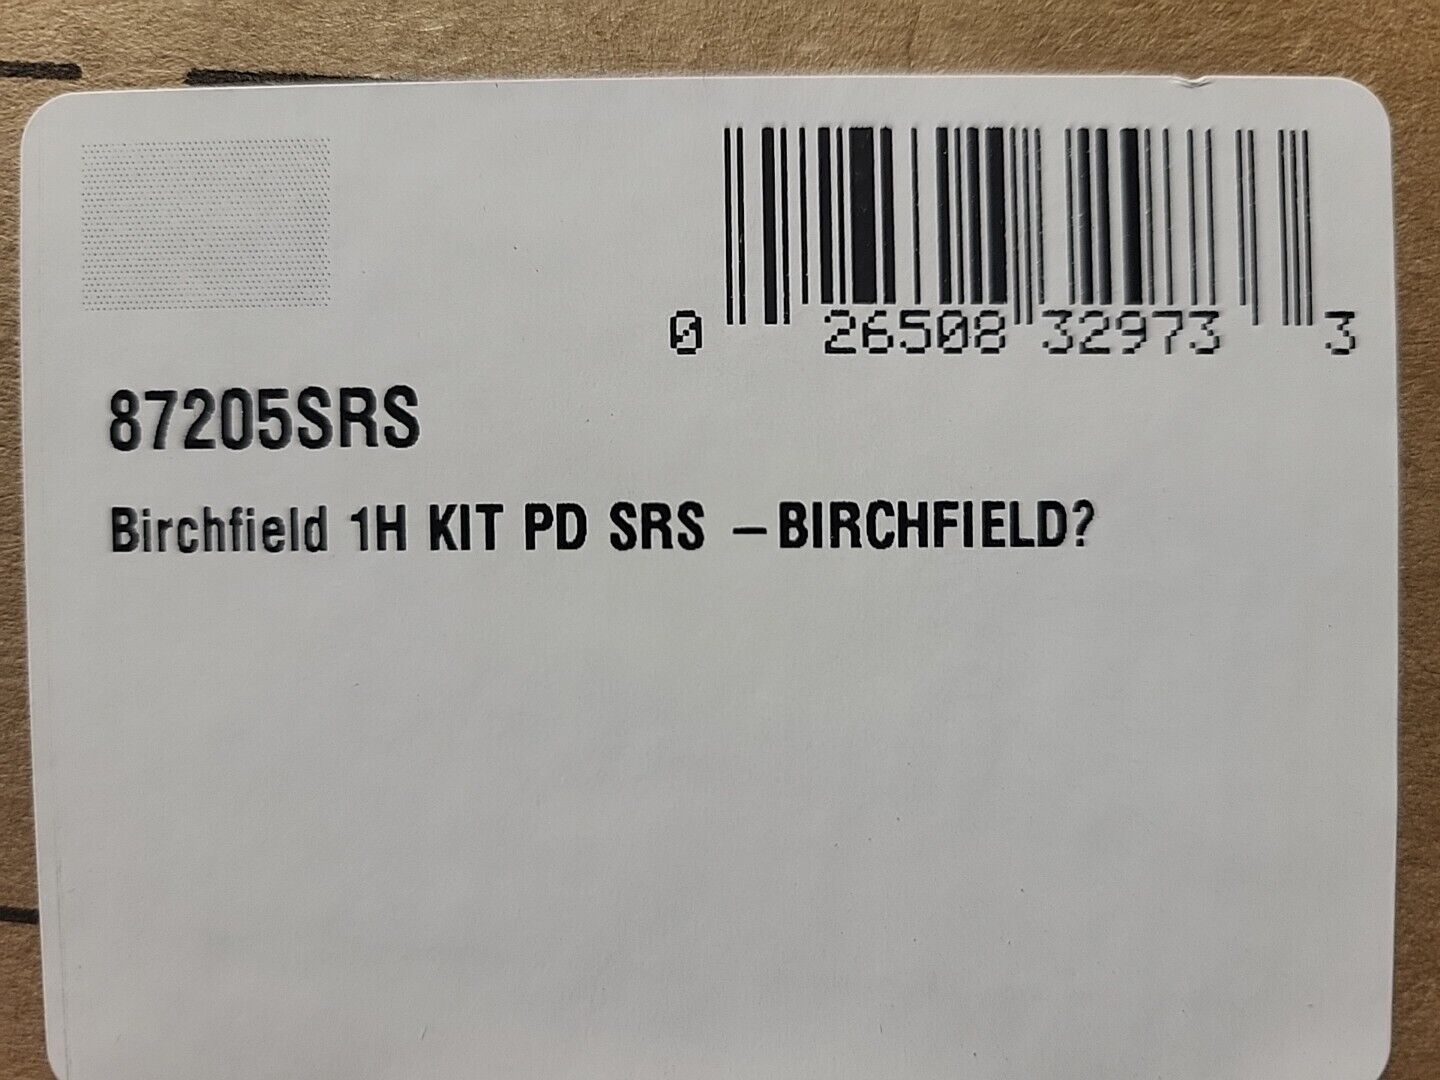 0 26508 32973 3
87205SRS
Birchfield 1H KIT PD SRS –BIRCHFIELD?